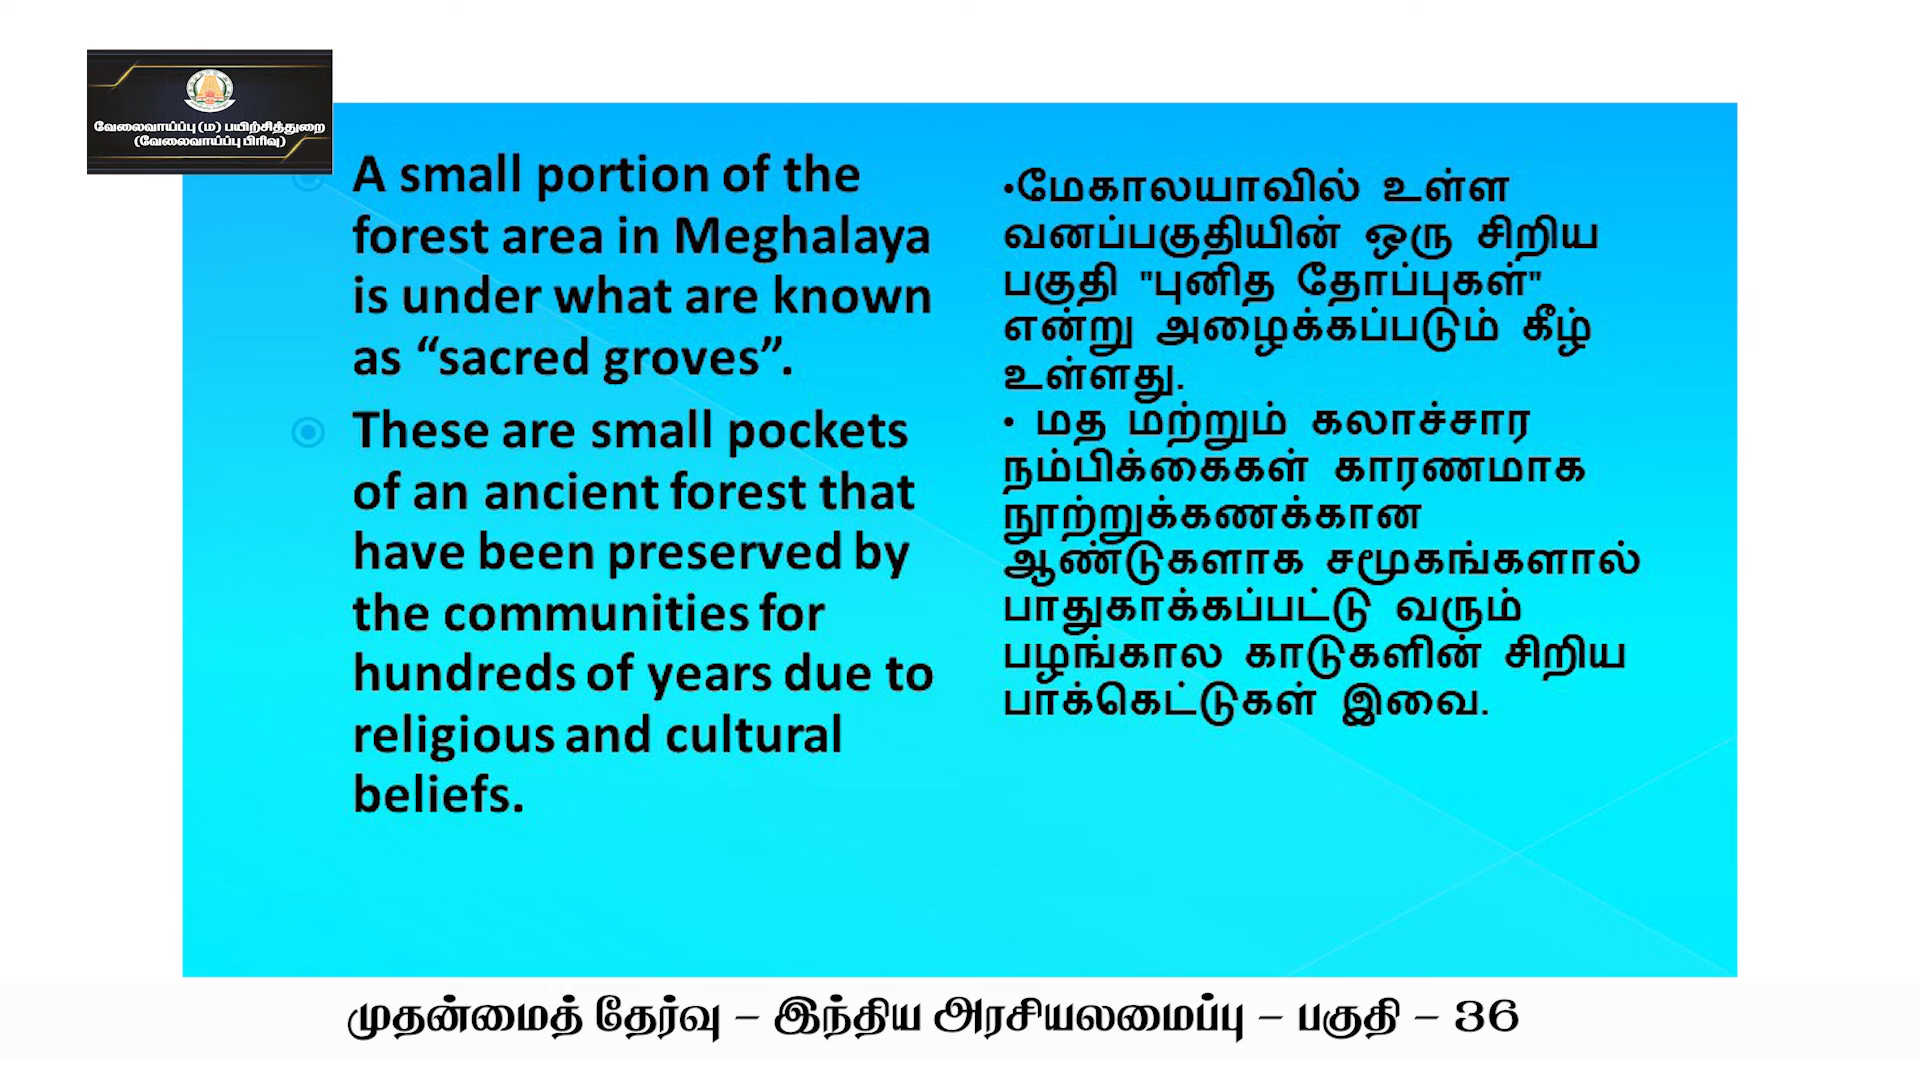 வேலைவாய்ப்பு (ம) பயிற்சித்துறை
(வேலைவாய்ப்பு பிரிவு)
A small portion of the
forest area in Meghalaya
is under what are known
as “sacred groves”.
These are small pockets
of an ancient forest that
have been preserved by
the communities for
hundreds of years due to
religious and cultural
beliefs.
•மேகாலயாவில் உள்ள
வனப்பகுதியின் ஒரு சிறிய
பகுதி "புனித தோப்புகள்"
என்று அழைக்கப்படும் கீழ்
உள்ளது.
• மத மற்றும் கலாச்சார
நம்பிக்கைகள் காரணமாக
நூற்றுக்கணக்கான
ஆண்டுகளாக சமூகங்களால்
பாதுகாக்கப்பட்டு வரும்
பழங்கால காடுகளின் சிறிய
பாக்கெட்டுகள் இவை.
முதன்மைத் தேர்வு – இந்திய அரசியலமைப்பு – பகுதி – 36